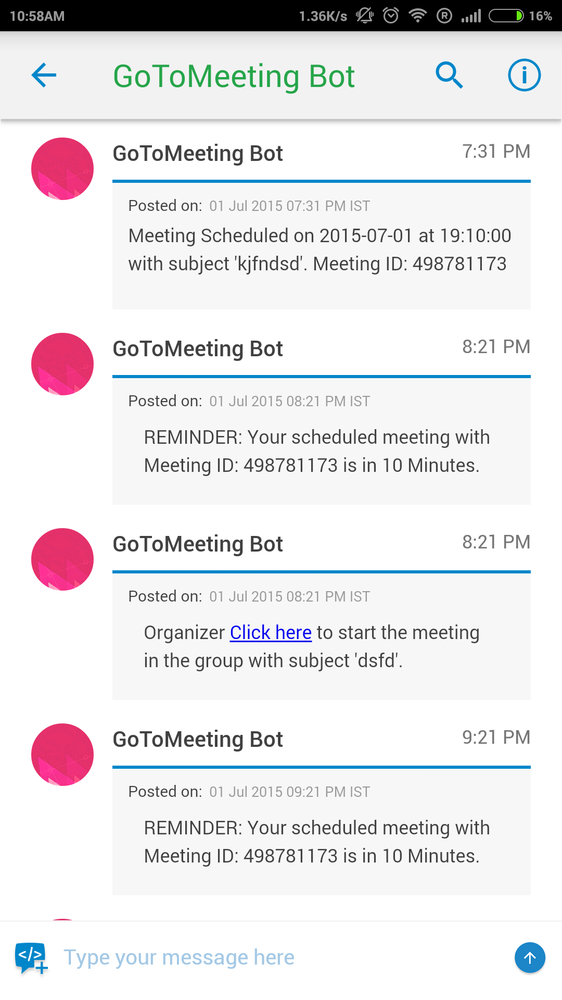 10:58AM 1.36K/s R 16%
GoToMeeting Bot i
GoToMeeting Bot 7:31 PM
Posted on: 01 Jul 2015 07:31 PM IST
Meeting Scheduled on 2015-07-01 at 19:10:00
with subject 'kjfndsd'. Meeting ID: 498781173
GoToMeeting Bot 8:21 PM
Posted on: 01 Jul 2015 08:21 PM IST
REMINDER: Your scheduled meeting with
Meeting ID: 498781173 is in 10 Minutes.
GoToMeeting Bot 8:21 PM
Posted on: 01 Jul 2015 08:21 PM IST
Organizer Click here to start the meeting
in the group with subject 'dsfd'.
GoToMeeting Bot 9:21 PM
Posted on: 01 Jul 2015 09:21 PM IST
REMINDER: Your scheduled meeting with
Meeting ID: 498781173 is in 10 Minutes.
</> Type your message here